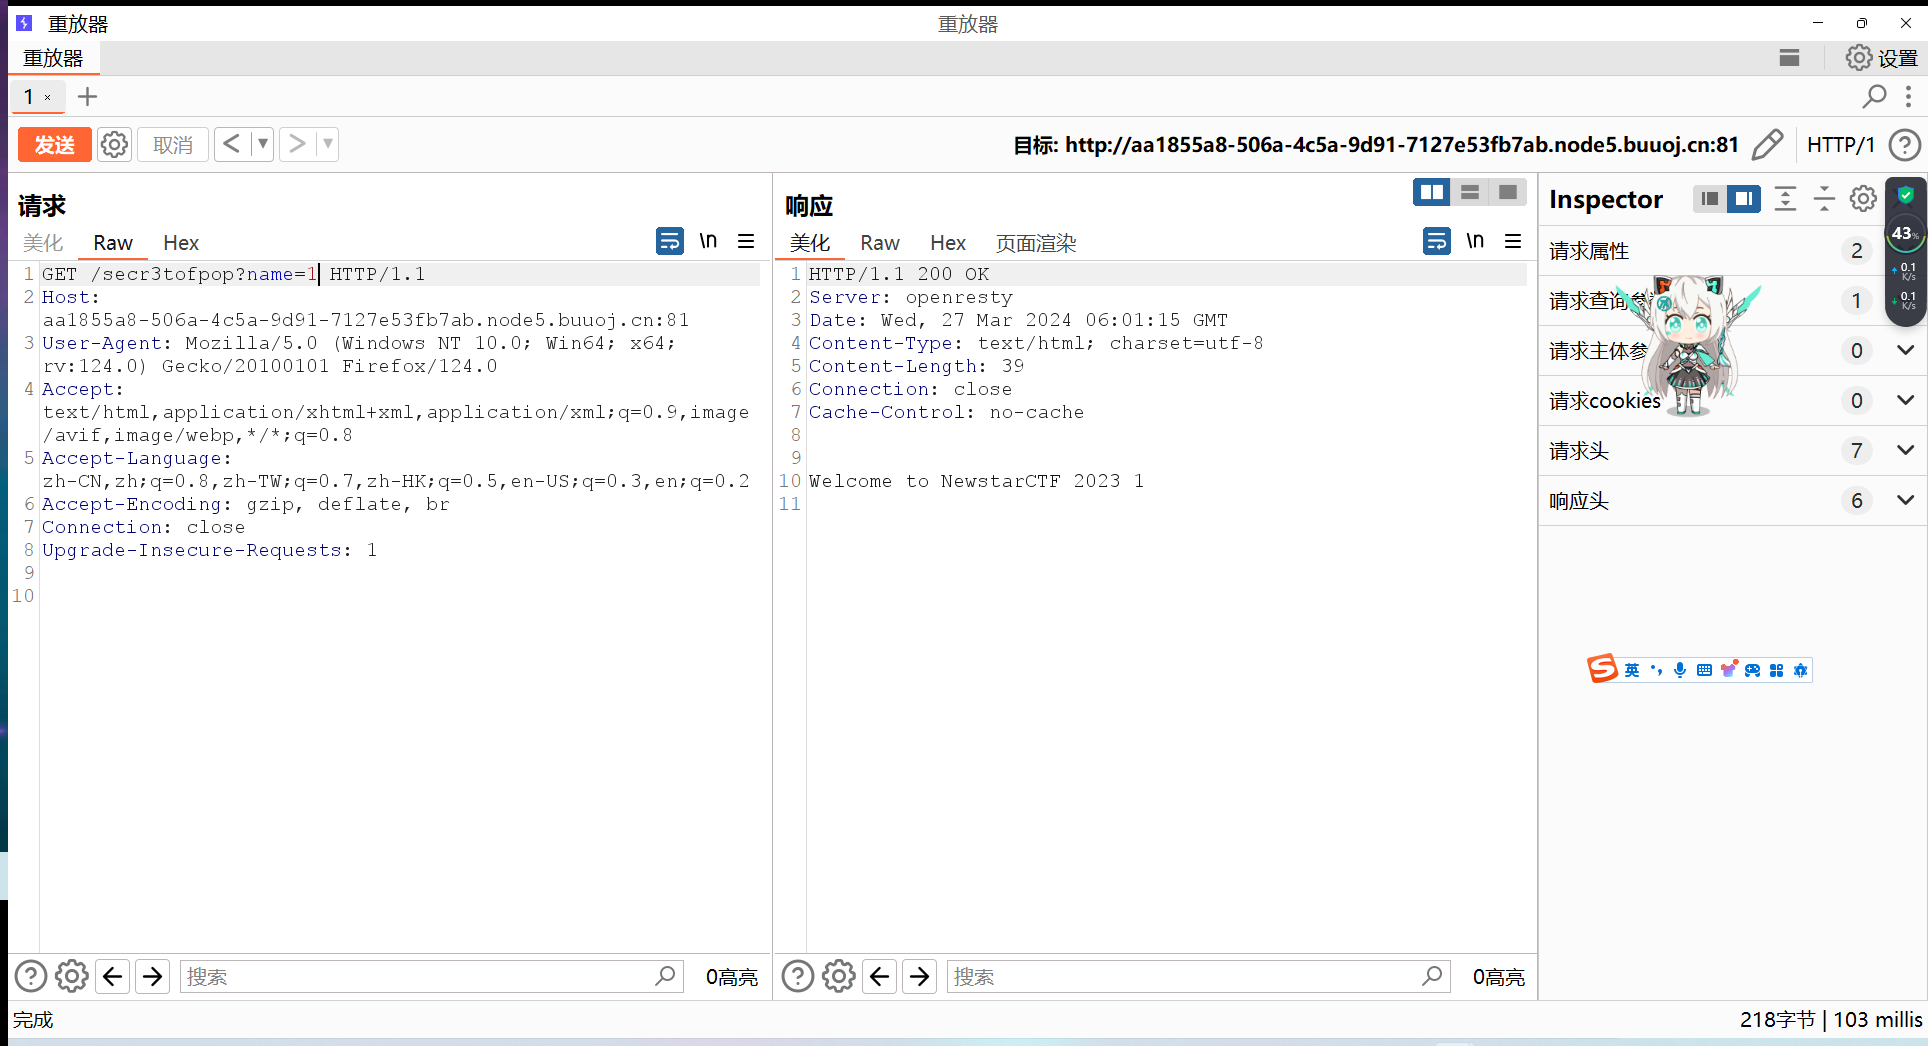 重放器
重放器
重放器
设置
1 ×
发送
取消
目标: http://aa1855a8-506a-4c5a-9d91-7127e53fb7ab.node5.buuoj.cn:81
HTTP/1
请求
美化
Raw
Hex
\n
1 GET /secr3tofpop?name=1 HTTP/1.1
2 Host:
aa1855a8-506a-4c5a-9d91-7127e53fb7ab.node5.buuoj.cn:81
3 User-Agent: Mozilla/5.0 (Windows NT 10.0; Win64; x64;
rv:124.0) Gecko/20100101 Firefox/124.0
4 Accept:
text/html,application/xhtml+xml,application/xml;q=0.9,image
/avif,image/webp,*/*;q=0.8
5 Accept-Language:
zh-CN,zh;q=0.8,zh-TW;q=0.7,zh-HK;q=0.5,en-US;q=0.3,en;q=0.2
6 Accept-Encoding: gzip, deflate, br
7 Connection: close
8 Upgrade-Insecure-Requests: 1
9
10
搜索
0高亮
响应
美化
Raw
Hex
页面渲染
\n
1 HTTP/1.1 200 OK
2 Server: openresty
3 Date: Wed, 27 Mar 2024 06:01:15 GMT
4 Content-Type: text/html; charset=utf-8
5 Content-Length: 39
6 Connection: close
7 Cache-Control: no-cache
8
9
10 Welcome to NewstarCTF 2023 1
11
搜索
0高亮
Inspector
请求属性 2
请求查询参 1
请求主体参 0
请求cookies 0
请求头 7
响应头 6
43%
0.1
K/s
0.1
K/s
英
完成
218字节 | 103 millis